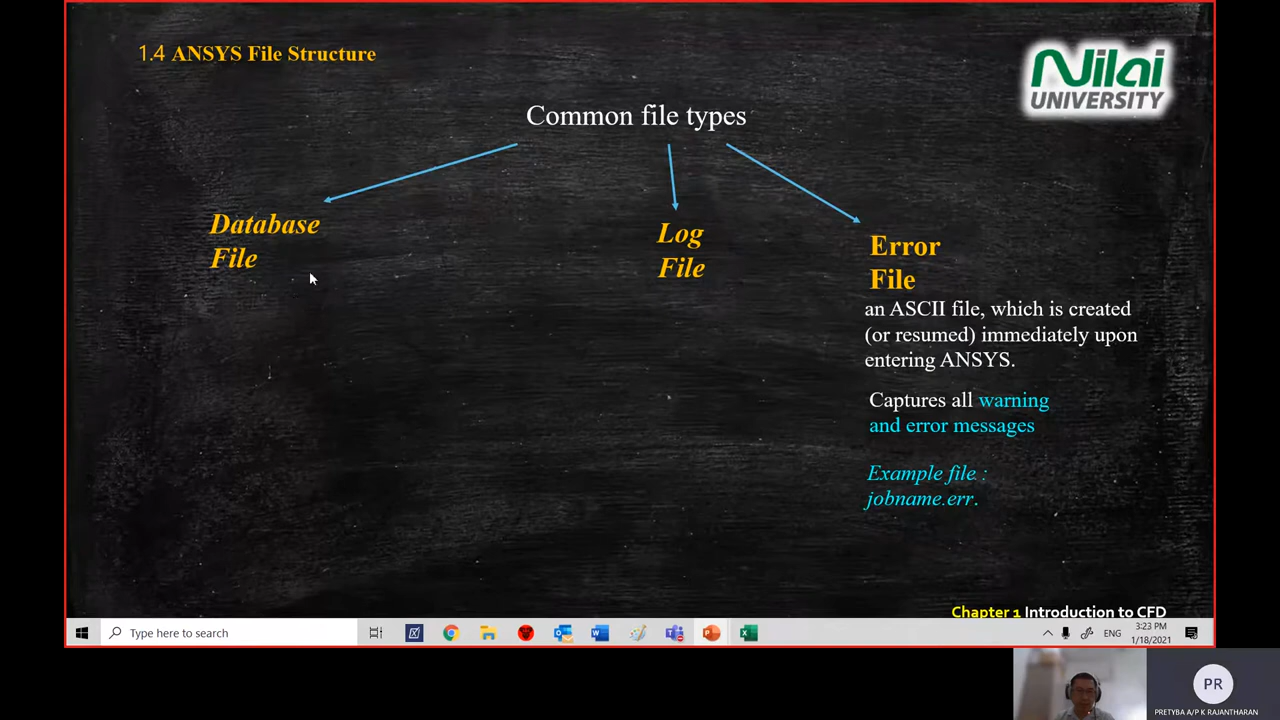 1.4 ANSYS File Structure
Nilai
UNIVERSITY
Common file types
Database
File
Log
File
Error
File
an ASCII file, which is created
(or resumed) immediately upon
entering ANSYS.
Captures all warning
and error messages
Example file :
jobname.err.
Chapter 1 Introduction to CFD
Type here to search
ENG
3:23 PM
1/18/2021
PR
PRETYBA A/P K RAJANTHARAN